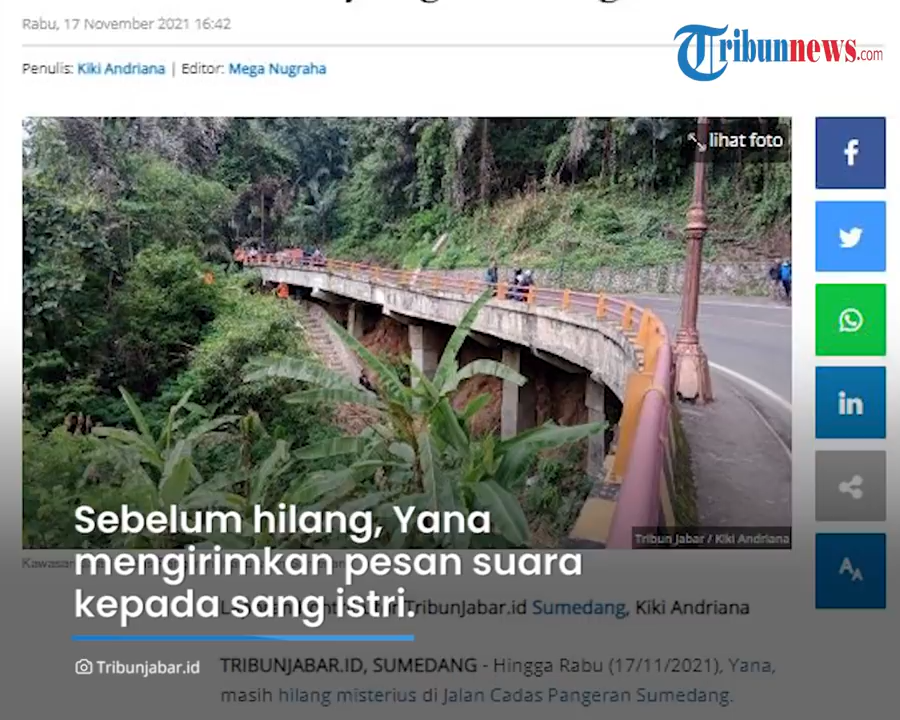 Rabu, 17 November 2021 16:42
Tribunnews.com
Penulis: Kiki Andriana | Editor: Mega Nugraha
lihat foto
f
in
Tribun Jabar / Kiki Andriana
AA
Sebelum hilang, Yana
mengirimkan pesan suara
kepada sang istri.
TribunJabar.id Sumedang, Kiki Andriana
Tribunjabar.id
TRIBUNJABAR.ID, SUMEDANG - Hingga Rabu (17/11/2021), Yana,
masih hilang misterius di Jalan Cadas Pangeran Sumedang.